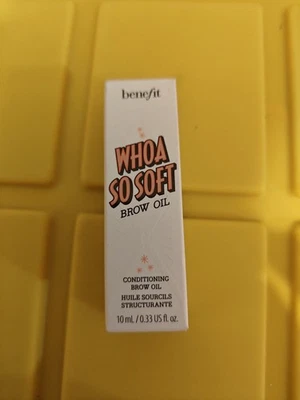 benefit
WHOA
SO SOFT
BROW OIL
CONDITIONING
BROW OIL
HUILE SOURCILS
STRUCTURANTE
10 mL / 0.33 US fl. oz.